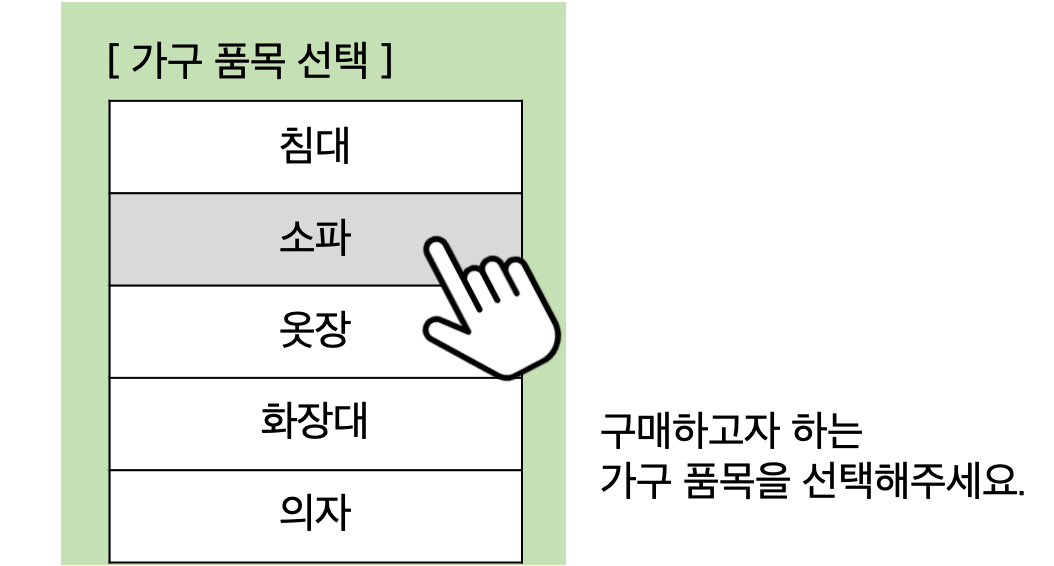 [ 가구 품목 선택 ]
침대
소파
옷장
화장대
의자
구매하고자 하는
가구 품목을 선택해주세요.